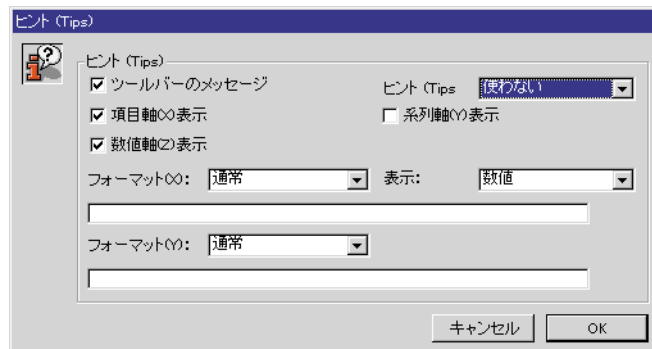 ヒント (Tips)
ヒント (Tips)
ツールバーのメッセージ
ヒント (Tips 使わない
項目軸(X)表示
系列軸(Y)表示
数値軸(Z)表示
フォーマット(X): 通常 表示: 数値
フォーマット(Y): 通常
キャンセル OK